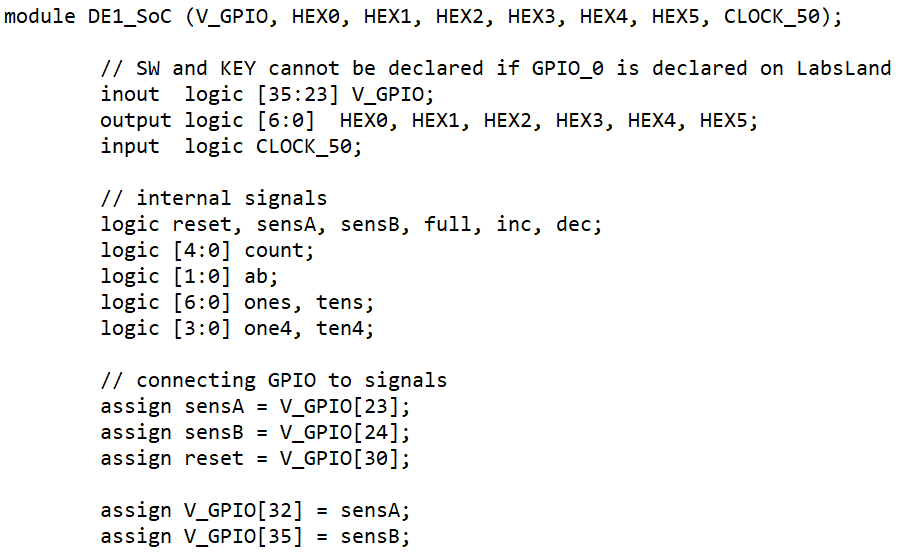 module DE1_SoC (V_GPIO, HEX0, HEX1, HEX2, HEX3, HEX4, HEX5, CLOCK_50);
// SW and KEY cannot be declared if GPIO_0 is declared on LabsLand
inout  logic [35:23] V_GPIO;
output logic [6:0]  HEX0, HEX1, HEX2, HEX3, HEX4, HEX5;
input  logic CLOCK_50;
// internal signals
logic reset, sensA, sensB, full, inc, dec;
logic [4:0] count;
logic [1:0] ab;
logic [6:0] ones, tens;
logic [3:0] one4, ten4;
// connecting GPIO to signals
assign sensA = V_GPIO[23];
assign sensB = V_GPIO[24];
assign reset = V_GPIO[30];
assign V_GPIO[32] = sensA;
assign V_GPIO[35] = sensB;